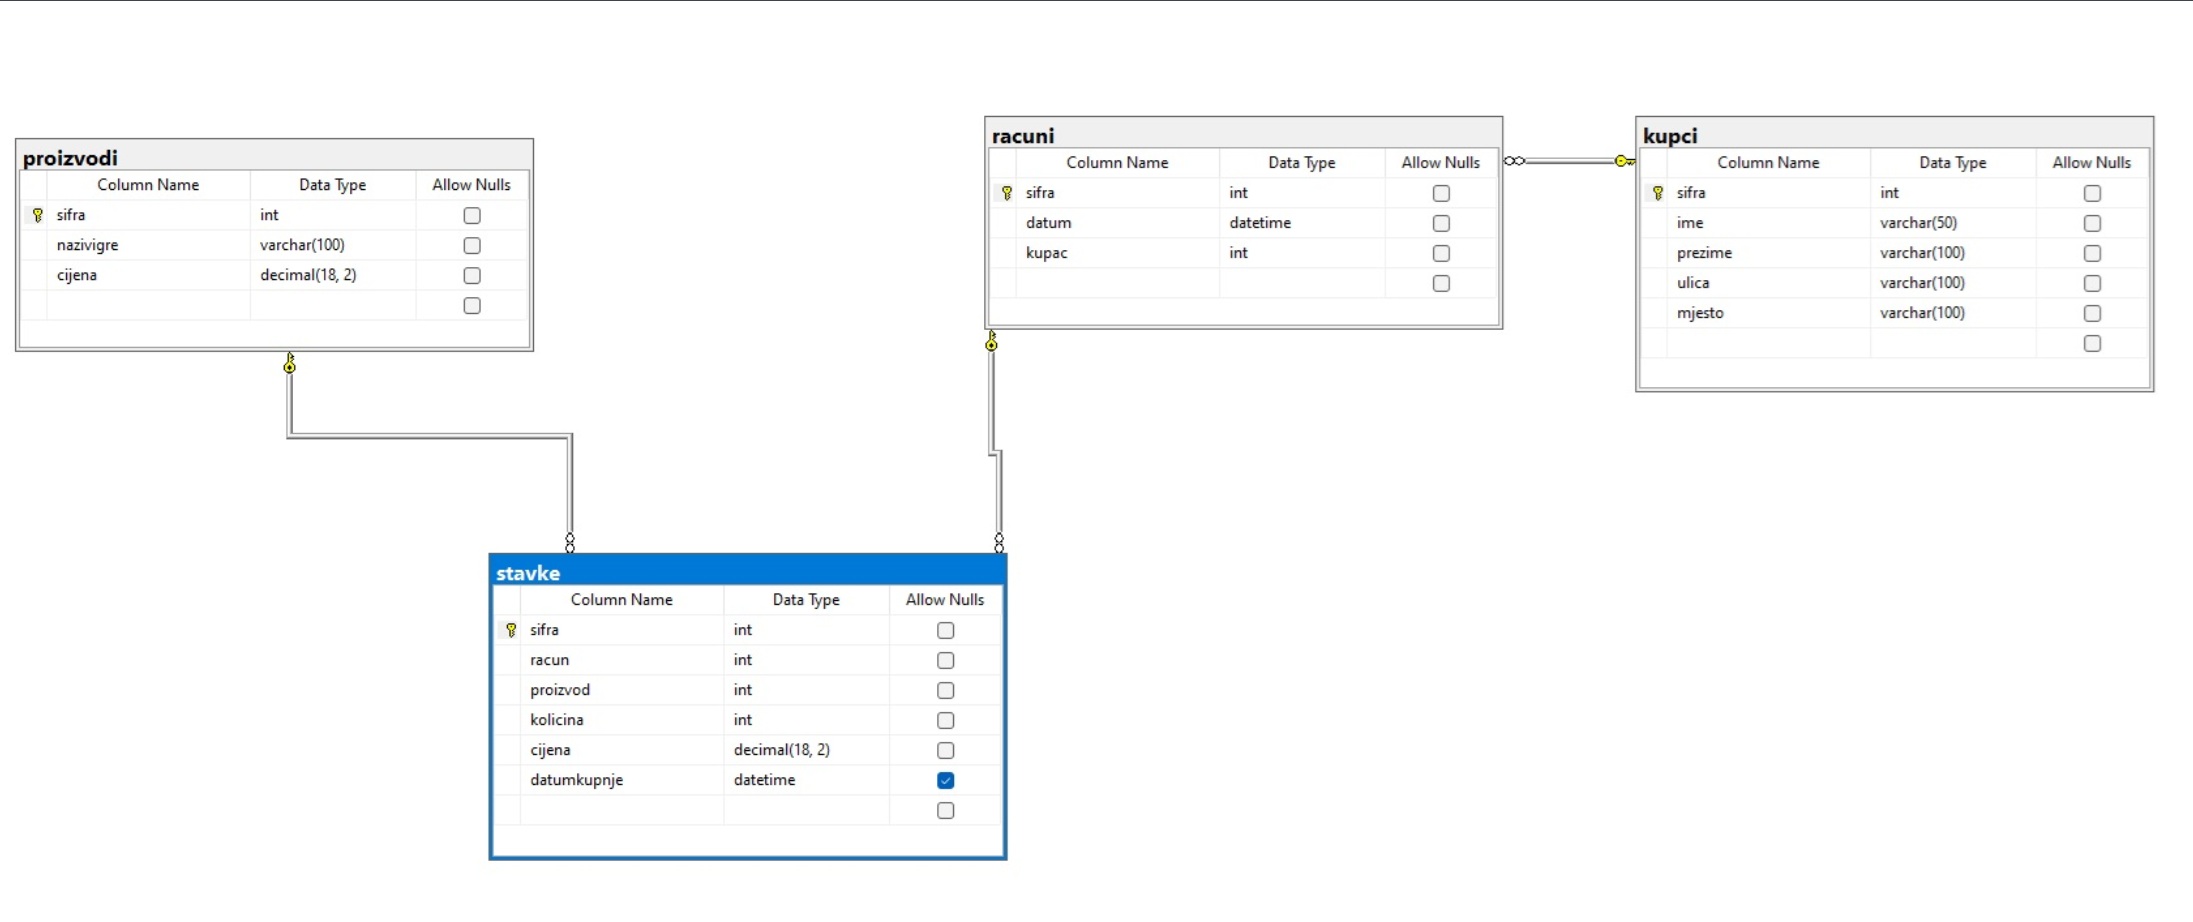 proizvodi
Column Name Data Type Allow Nulls
sifra int
nazivigre varchar(100)
cijena decimal(18, 2)
racuni
Column Name Data Type Allow Nulls
sifra int
datum datetime
kupac int
kupci
Column Name Data Type Allow Nulls
sifra int
ime varchar(50)
prezime varchar(100)
ulica varchar(100)
mjesto varchar(100)
stavke
Column Name Data Type Allow Nulls
sifra int
racun int
proizvod int
kolicina int
cijena decimal(18, 2)
datumkupnje datetime